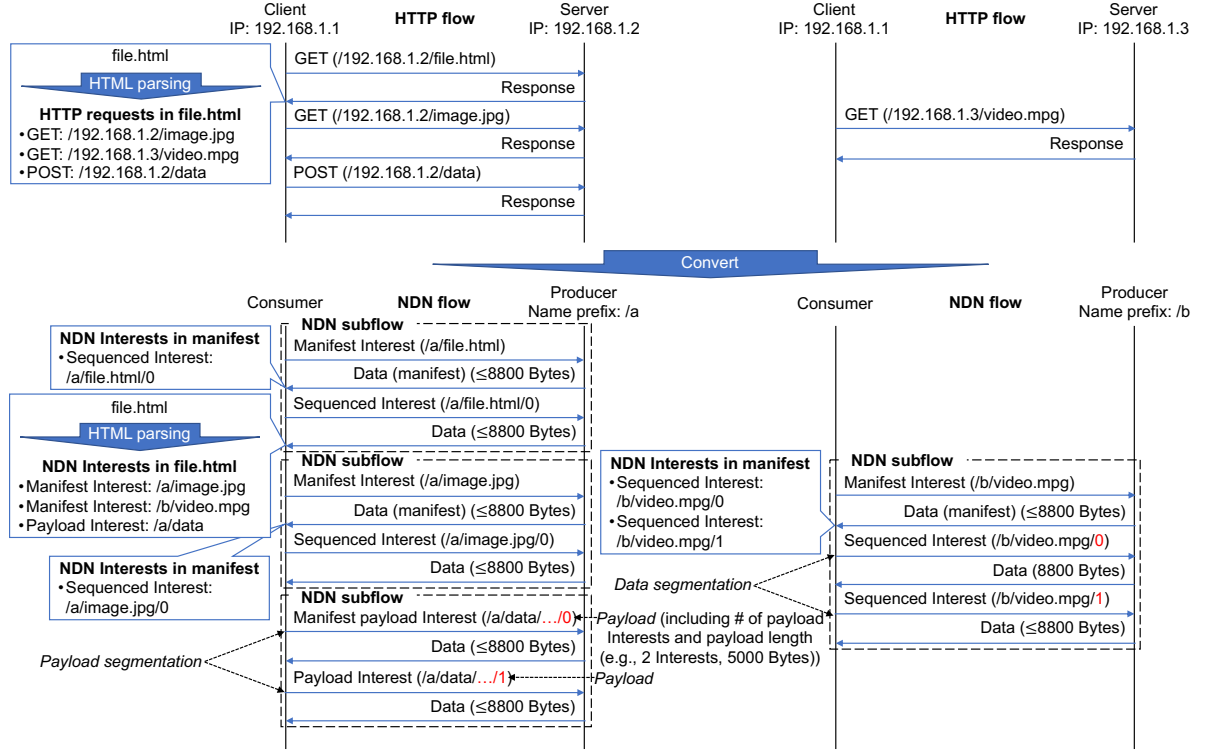 Client
IP: 192.168.1.1
HTTP flow
Server
IP: 192.168.1.2
file.html
HTML parsing
HTTP requests in file.html
•GET: /192.168.1.2/image.jpg
•GET: /192.168.1.3/video.mpg
•POST: /192.168.1.2/data
GET (/192.168.1.2/file.html)
Response
GET (/192.168.1.2/image.jpg)
Response
POST (/192.168.1.2/data)
Response
Client
IP: 192.168.1.1
HTTP flow
Server
IP: 192.168.1.3
GET (/192.168.1.3/video.mpg)
Response
Convert
Consumer
NDN flow
Producer
Name prefix: /a
NDN subflow
NDN Interests in manifest
•Sequenced Interest:
/a/file.html/0
Manifest Interest (/a/file.html)
Data (manifest) (≤8800 Bytes)
Sequenced Interest (/a/file.html/0)
Data (≤8800 Bytes)
file.html
HTML parsing
NDN Interests in file.html
•Manifest Interest: /a/image.jpg
•Manifest Interest: /b/video.mpg
•Payload Interest: /a/data
NDN subflow
Manifest Interest (/a/image.jpg)
Data (manifest) (≤8800 Bytes)
Sequenced Interest (/a/image.jpg/0)
Data (≤8800 Bytes)
NDN Interests in manifest
•Sequenced Interest:
/a/image.jpg/0
NDN subflow
Manifest payload Interest (/a/data/…/0)
Data (≤8800 Bytes)
Payload Interest (/a/data/…/1)
Data (≤8800 Bytes)
Payload segmentation
Payload (including # of payload
Interests and payload length
(e.g., 2 Interests, 5000 Bytes))
Payload
Consumer
NDN flow
Producer
Name prefix: /b
NDN Interests in manifest
•Sequenced Interest:
/b/video.mpg/0
•Sequenced Interest:
/b/video.mpg/1
NDN subflow
Manifest Interest (/b/video.mpg)
Data (manifest) (≤8800 Bytes)
Sequenced Interest (/b/video.mpg/0)
Data (8800 Bytes)
Sequenced Interest (/b/video.mpg/1)
Data (≤8800 Bytes)
Data segmentation